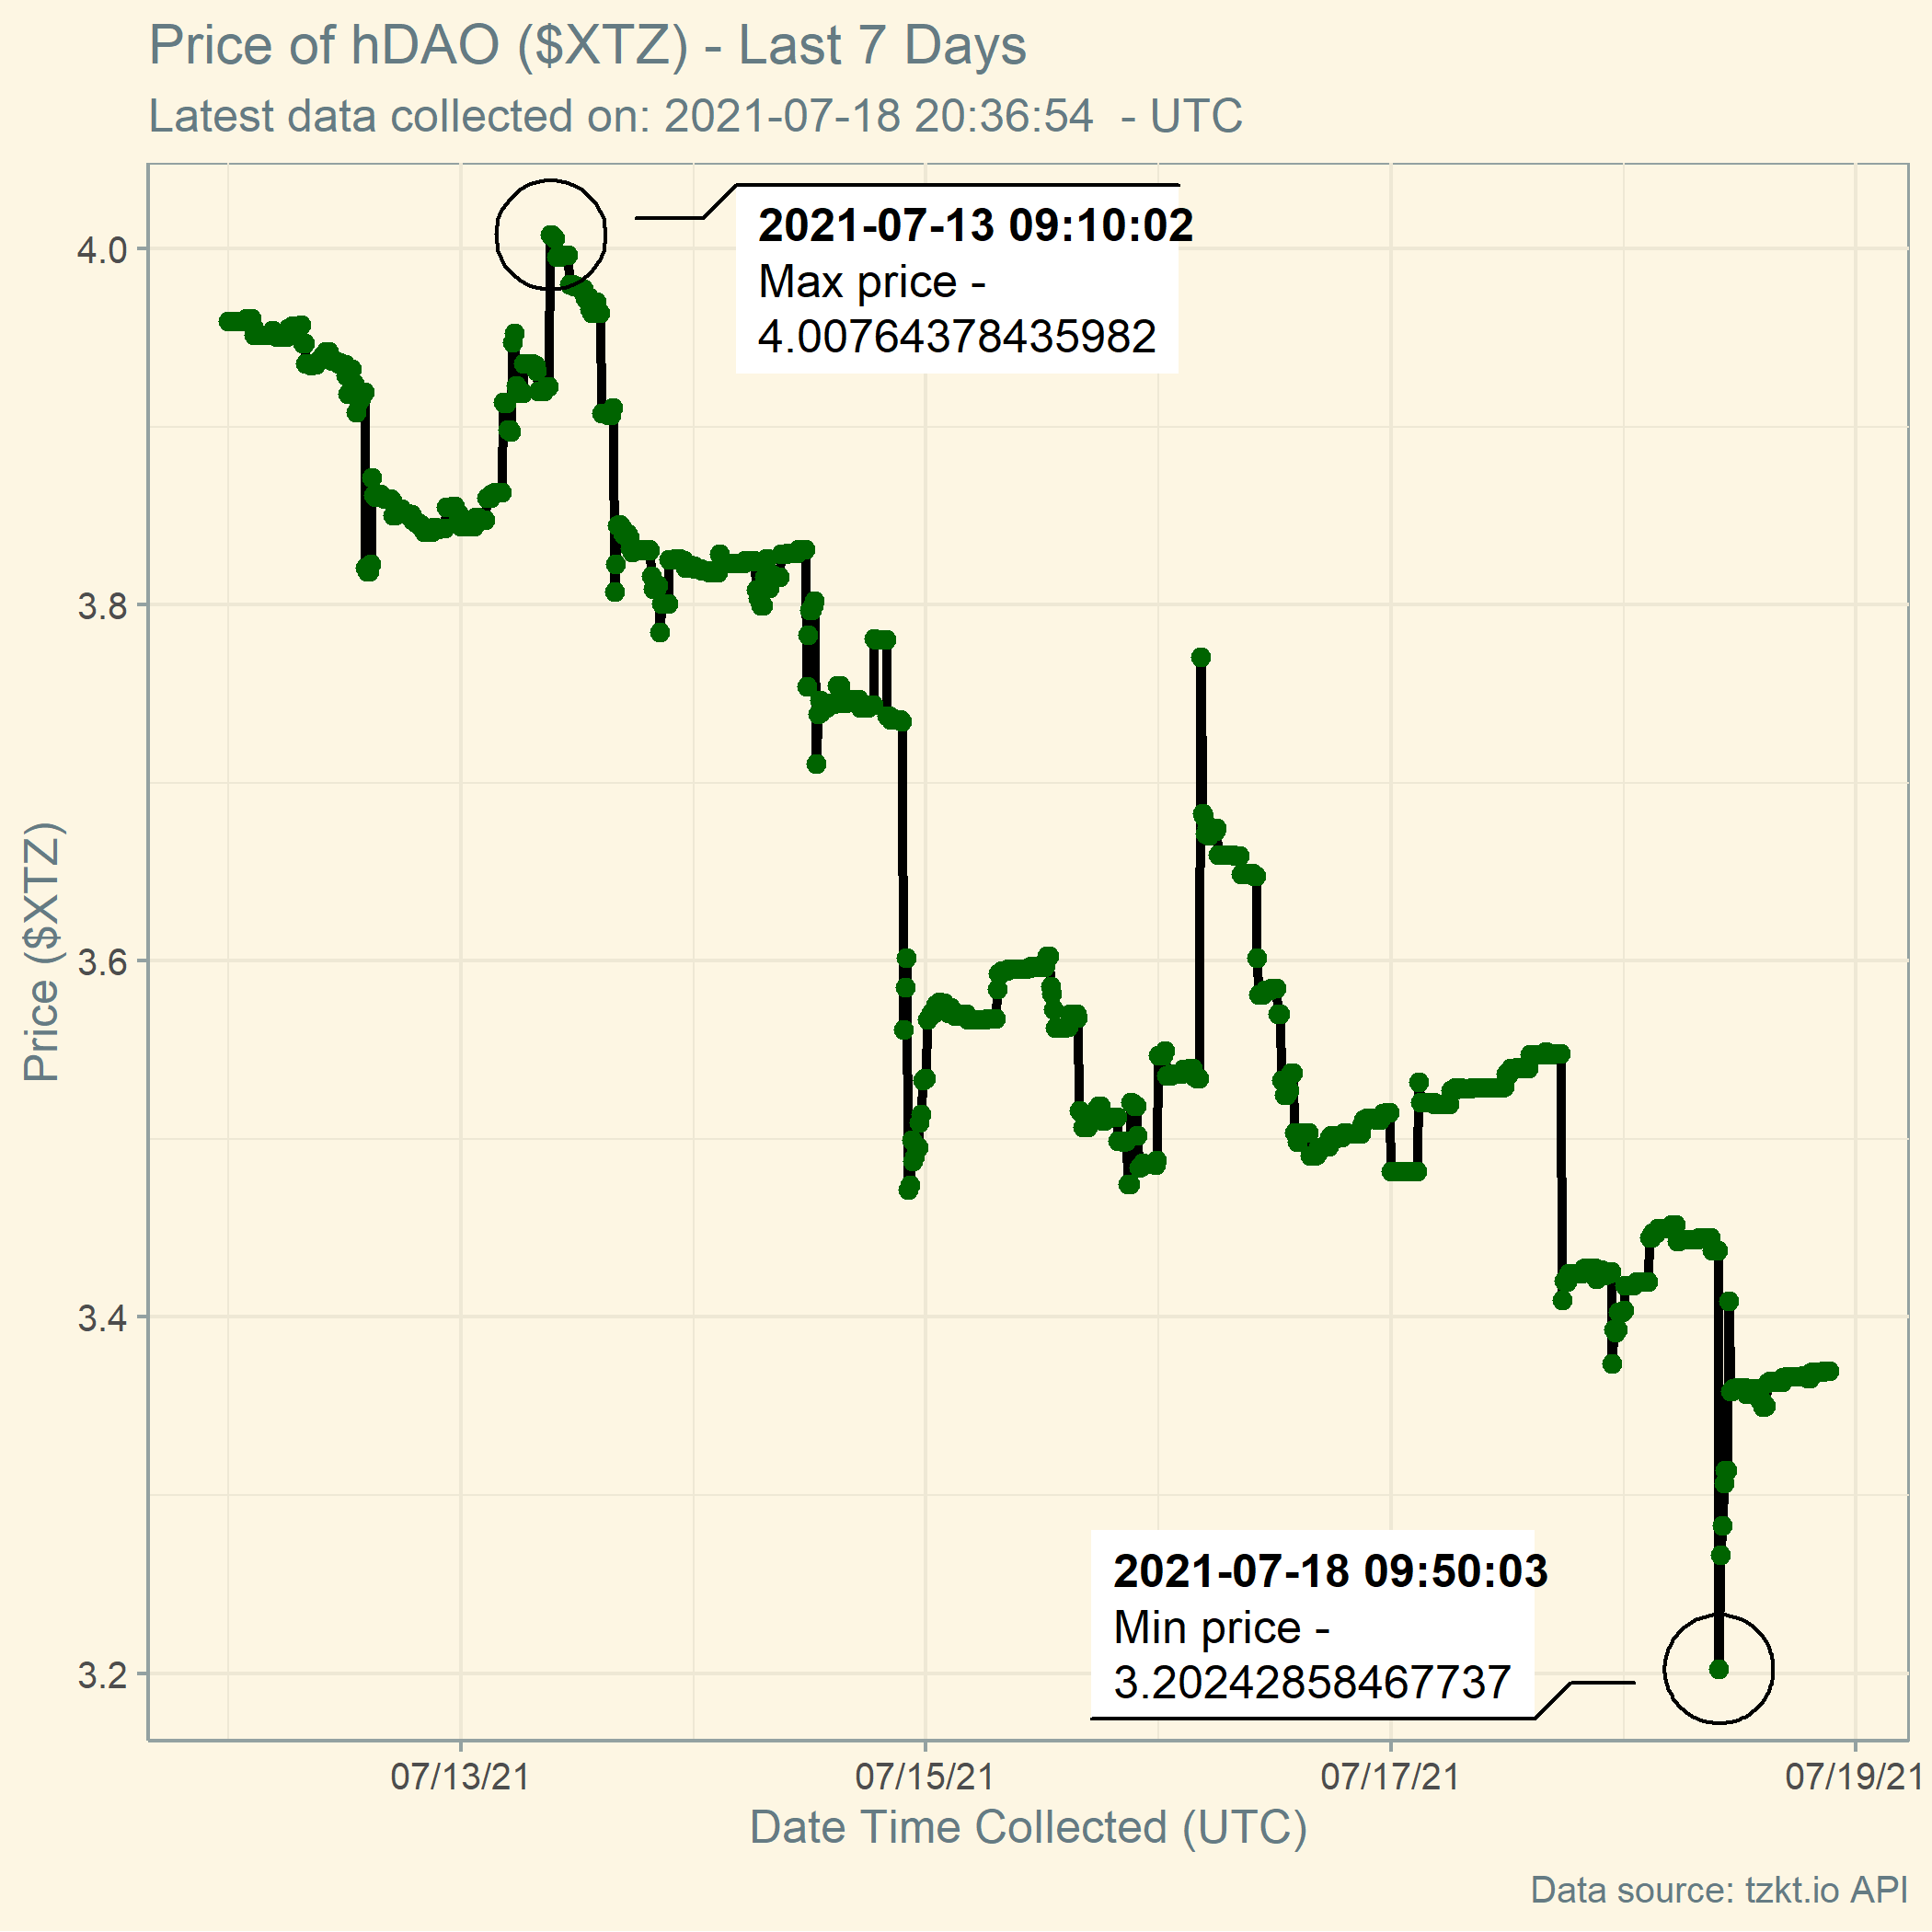 Price of hDAO ($XTZ) - Last 7 Days
Latest data collected on: 2021-07-18 20:36:54  - UTC
2021-07-13 09:10:02
Max price -
4.00764378435982
4.0
3.8
3.6
3.4
3.2
Price ($XTZ)
2021-07-18 09:50:03
Min price -
3.20242858467737
07/13/21
07/15/21
07/17/21
07/19/21
Date Time Collected (UTC)
Data source: tzkt.io API